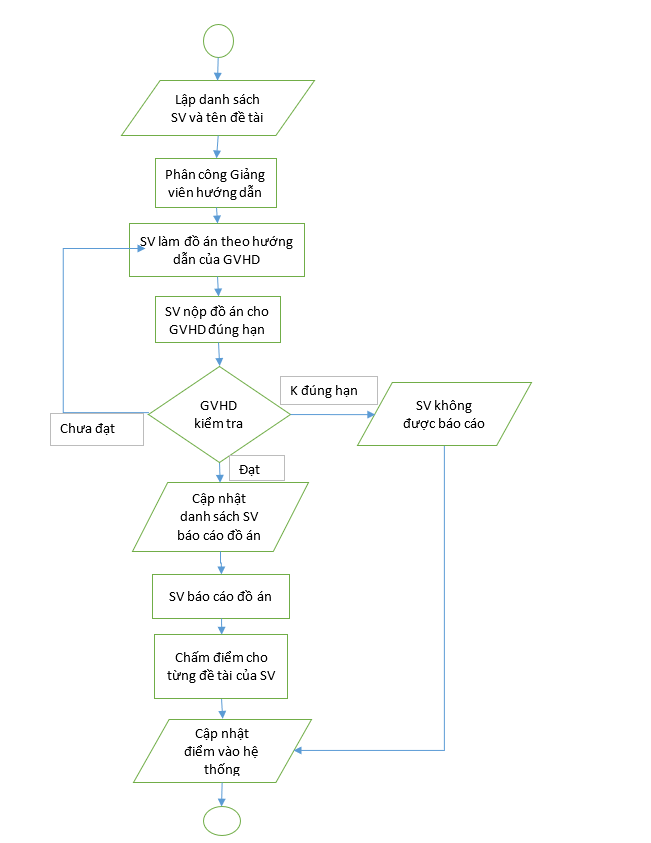 Lập danh sách
SV và tên đề tài
Phân công Giảng
viên hướng dẫn
SV làm đồ án theo hướng
dẫn của GVHD
SV nộp đồ án cho
GVHD đúng hạn
GVHD
kiểm tra
K đúng hạn
SV không
được báo cáo
Chưa đạt
Đạt
Cập nhật
danh sách SV
báo cáo đồ án
SV báo cáo đồ án
Chấm điểm cho
từng đề tài của SV
Cập nhật
điểm vào hệ
thống